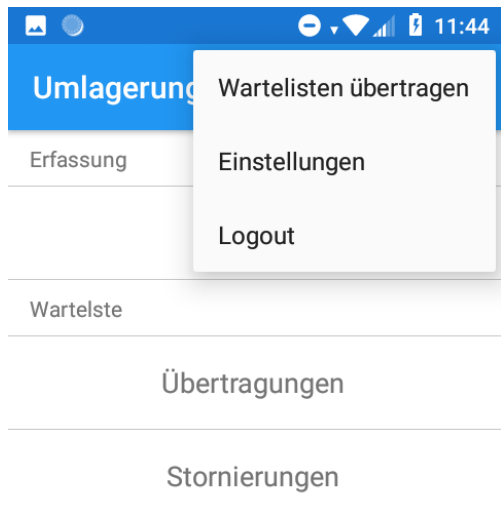 11:44
Umlagerung
Wartelisten übertragen
Erfassung
Einstellungen
Logout
Wartelste
Übertragungen
Stornierungen